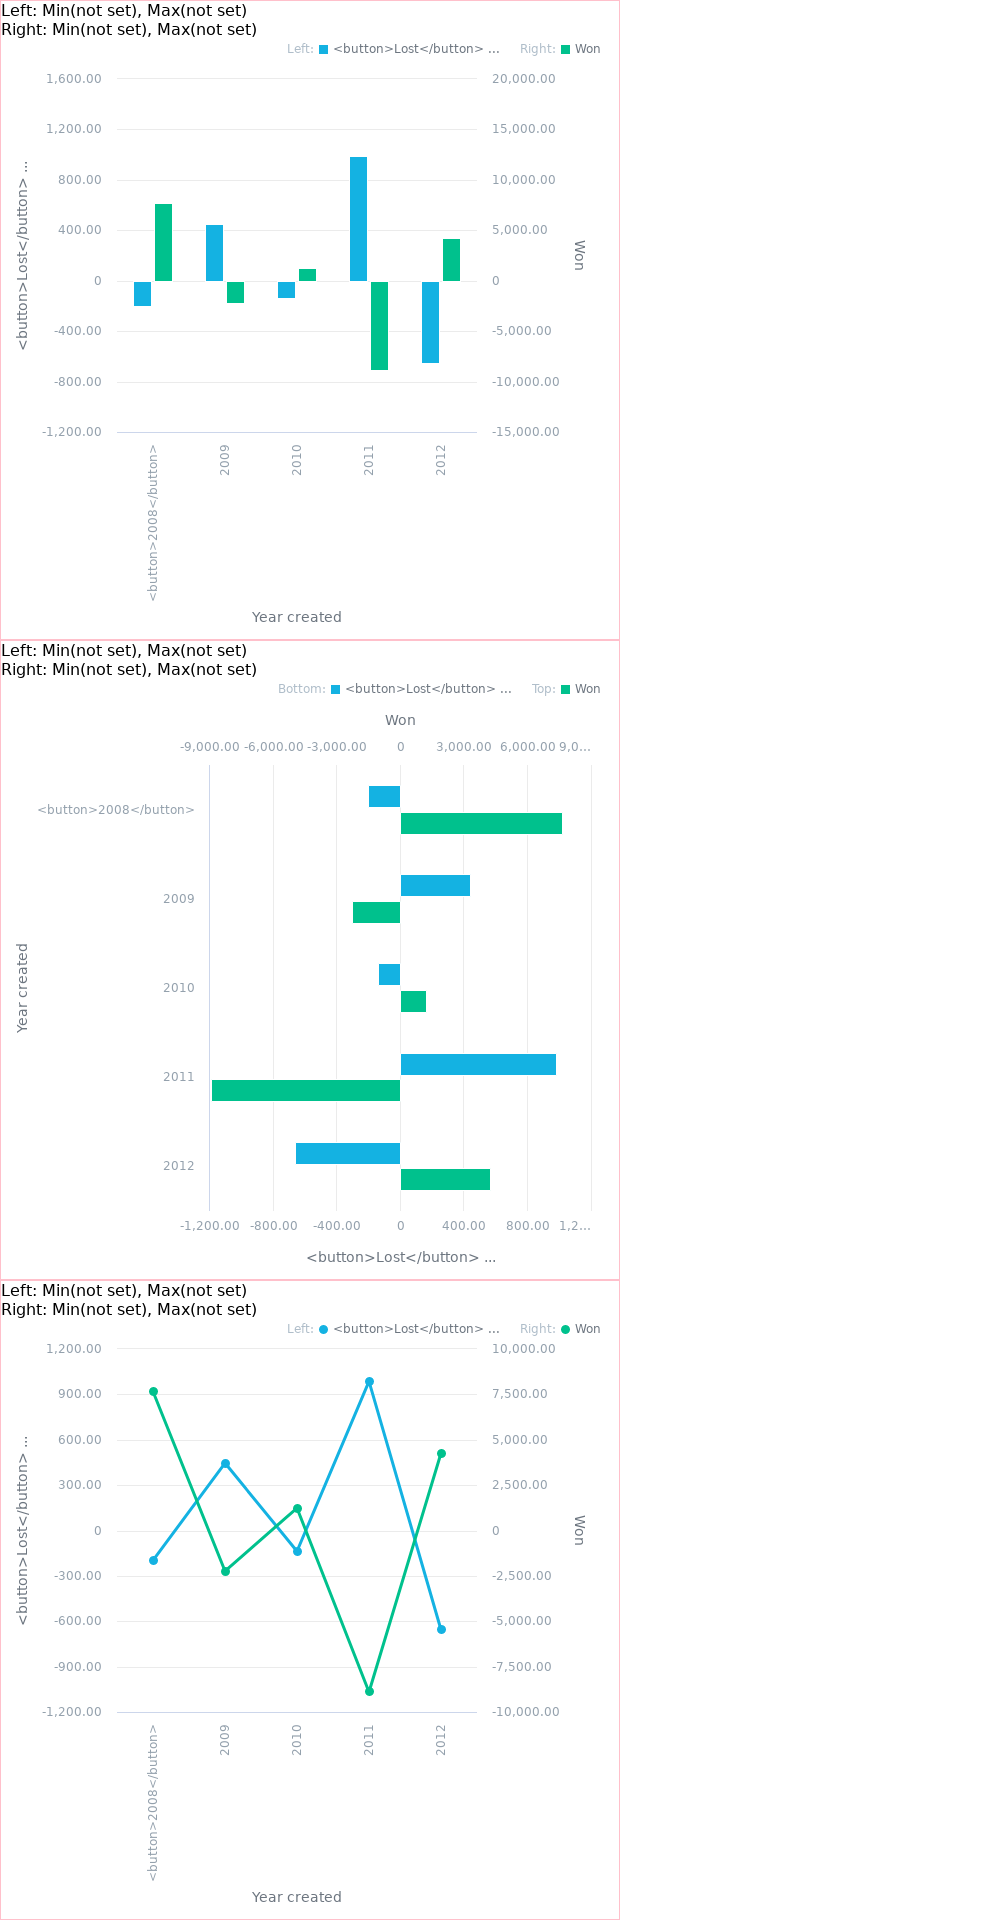 Left: Min(not set), Max(not set)
Right: Min(not set), Max(not set)
Left: <button>Lost</button> ... Right: Won
1,600.00 20,000.00
1,200.00 15,000.00
800.00 10,000.00
400.00 5,000.00
0 0
-400.00 -5,000.00
-800.00 -10,000.00
-1,200.00 -15,000.00
<button>Lost</button> ...
Won
<button>2008</button> 2009 2010 2011 2012
Year created
Left: Min(not set), Max(not set)
Right: Min(not set), Max(not set)
Bottom: <button>Lost</button> ... Top: Won
Won
-9,000.00 -6,000.00 -3,000.00 0 3,000.00 6,000.00 9,0...
<button>2008</button>
2009
2010
2011
2012
Year created
-1,200.00 -800.00 -400.00 0 400.00 800.00 1,2...
<button>Lost</button> ...
Left: Min(not set), Max(not set)
Right: Min(not set), Max(not set)
Left: <button>Lost</button> ... Right: Won
1,200.00 10,000.00
900.00 7,500.00
600.00 5,000.00
300.00 2,500.00
0 0
-300.00 -2,500.00
-600.00 -5,000.00
-900.00 -7,500.00
-1,200.00 -10,000.00
<button>Lost</button> ...
Won
<button>2008</button> 2009 2010 2011 2012
Year created